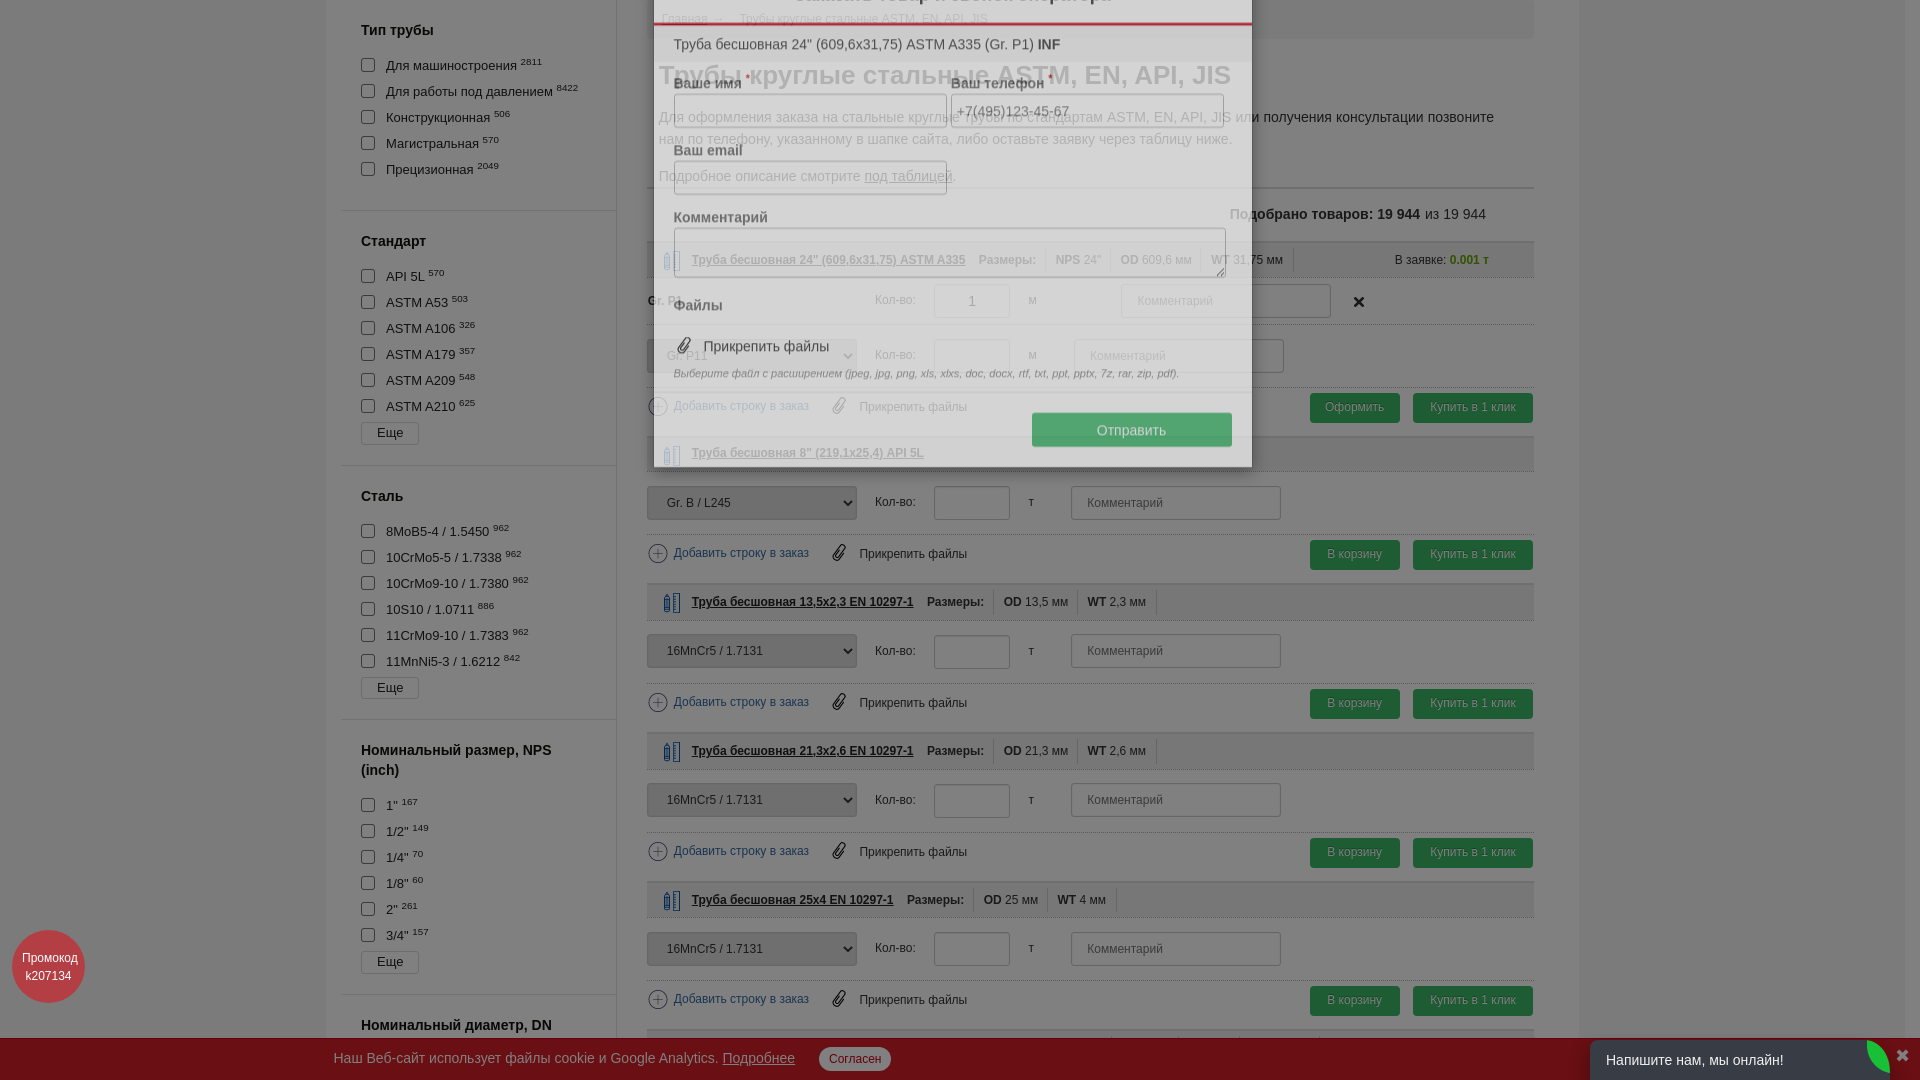 Тип трубы
Для машиностроения 2811
Для работы под давлением 8422
Конструкционная 506
Магистральная 570
Прецизионная 2049
Стандарт
API 5L 570
ASTM A53 503
ASTM A106 326
ASTM A179 357
ASTM A209 548
ASTM A210 625
Еще
Сталь
8MoB5-4 / 1.5450 962
10CrMo5-5 / 1.7338 962
10CrMo9-10 / 1.7380 962
10S10 / 1.0711 886
11CrMo9-10 / 1.7383 962
11MnNi5-3 / 1.6212 842
Еще
Номинальный размер, NPS
(inch)
1" 167
1/2" 149
1/4" 70
1/8" 60
2" 261
3/4" 157
Еще
Номинальный диаметр, DN
Главная → Трубы круглые стальные ASTM, EN, API, JIS
Труба бесшовная 24" (609,6x31,75) ASTM A335 (Gr. P1) INF
Трубы круглые стальные ASTM, EN, API, JIS
Ваше имя * Ваш телефон *
+7(495)123-45-67
Для оформления заказа на стальные круглые трубы по стандартам ASTM, EN, API, JIS или получения консультации позвоните
нам по телефону, указанному в шапке сайта, либо оставьте заявку через таблицу ниже.
Ваш email
Подробное описание смотрите под таблицей.
Комментарий
Подобрано товаров: 19 944 из 19 944
Труба бесшовная 24" (609,6x31,75) ASTM A335 Размеры: NPS 24" OD 609,6 мм WT 31,75 мм В заявке: 0.001 т
Gr. P1 Кол-во: 1 м Комментарий
Файлы
Прикрепить файлы
Gr. P11 Кол-во: м Комментарий
Выберите файл с расширением (jpeg, jpg, png, xls, xlxs, doc, docx, rtf, txt, ppt, pptx, 7z, rar, zip, pdf).
Добавить строку в заказ Прикрепить файлы Оформить Купить в 1 клик
Отправить
Труба бесшовная 8" (219,1x25,4) API 5L
Gr. B / L245 Кол-во: т Комментарий
Добавить строку в заказ Прикрепить файлы В корзину Купить в 1 клик
Труба бесшовная 13,5x2,3 EN 10297-1 Размеры: OD 13,5 мм WT 2,3 мм
16MnCr5 / 1.7131 Кол-во: т Комментарий
Добавить строку в заказ Прикрепить файлы В корзину Купить в 1 клик
Труба бесшовная 21,3x2,6 EN 10297-1 Размеры: OD 21,3 мм WT 2,6 мм
16MnCr5 / 1.7131 Кол-во: т Комментарий
Добавить строку в заказ Прикрепить файлы В корзину Купить в 1 клик
Труба бесшовная 25x4 EN 10297-1 Размеры: OD 25 мм WT 4 мм
16MnCr5 / 1.7131 Кол-во: т Комментарий
Добавить строку в заказ Прикрепить файлы В корзину Купить в 1 клик
Промокод
k207134
Наш Веб-сайт использует файлы cookie и Google Analytics. Подробнее Согласен
Напишите нам, мы онлайн!